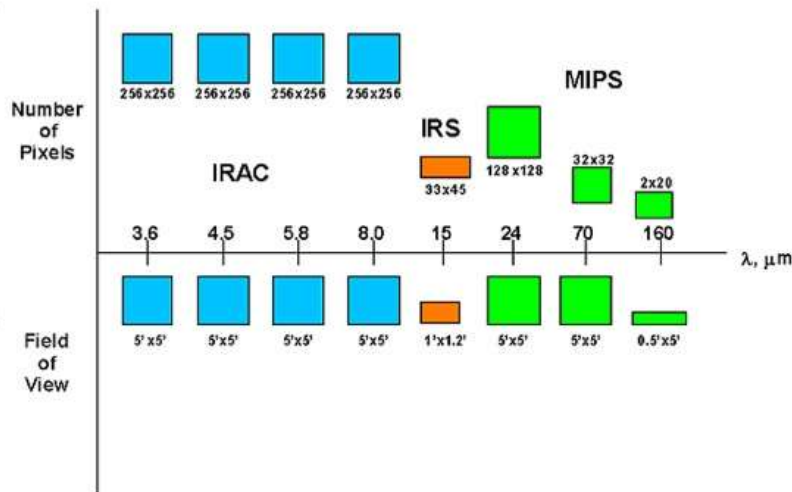 Number
of
Pixels
256x256 256x256 256x256 256x256
IRAC
IRS
33x45
MIPS
128x128
32x32
2x20
3.6 4.5 5.8 8.0 15 24 70 160
λ, μm
Field
of
View
5'x5' 5'x5' 5'x5' 5'x5' 1'x1.2' 5'x5' 5'x5' 0.5'x5'